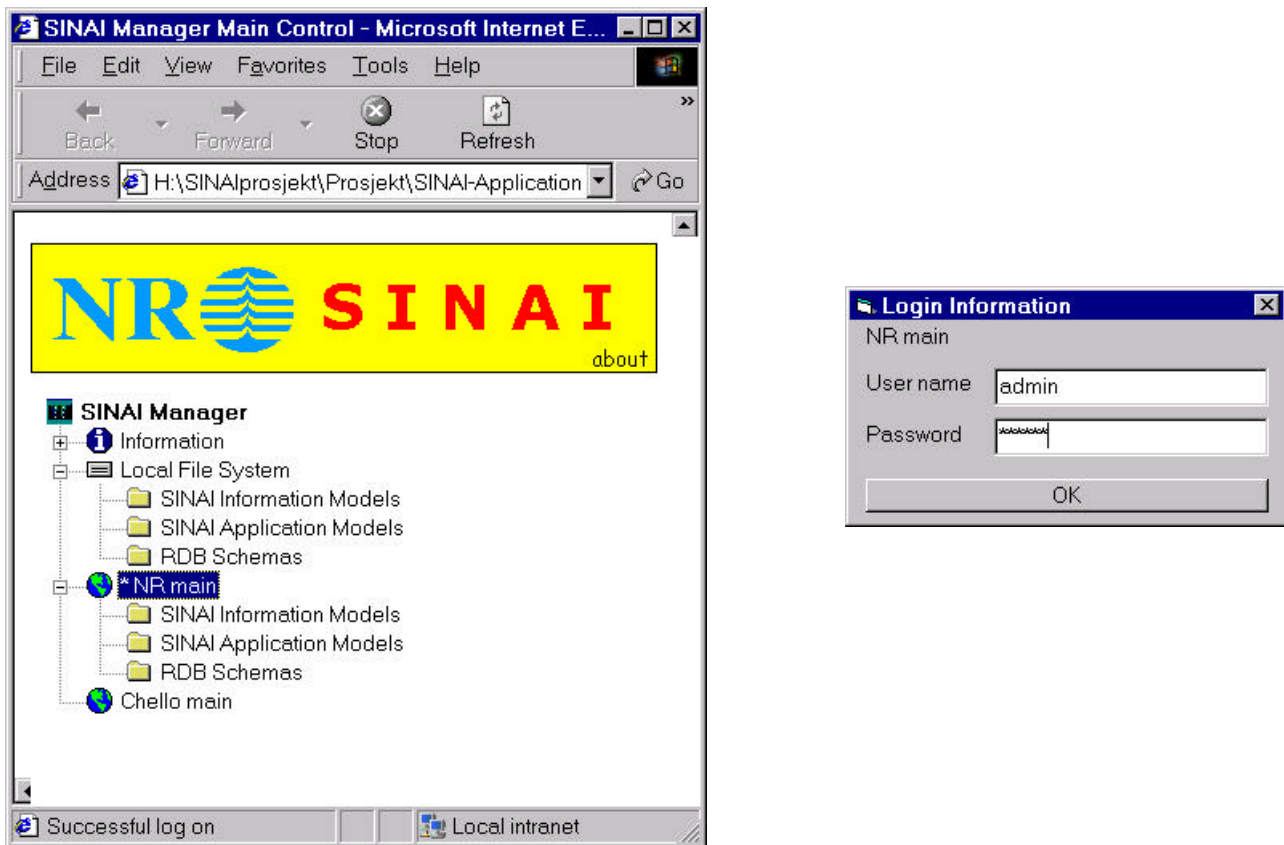 SINAI Manager Main Control - Microsoft Internet E...
File Edit View Favorites Tools Help
Back Forward Stop Refresh »
Address H:\SINAIprosjekt\Prosjekt\SINAI-Application Go
NR SINAI
about
SINAI Manager
Information
Local File System
SINAI Information Models
SINAI Application Models
RDB Schemas
* NR main
SINAI Information Models
SINAI Application Models
RDB Schemas
Chello main
Successful log on Local intranet
Login Information
NR main
User name admin
Password *******
OK